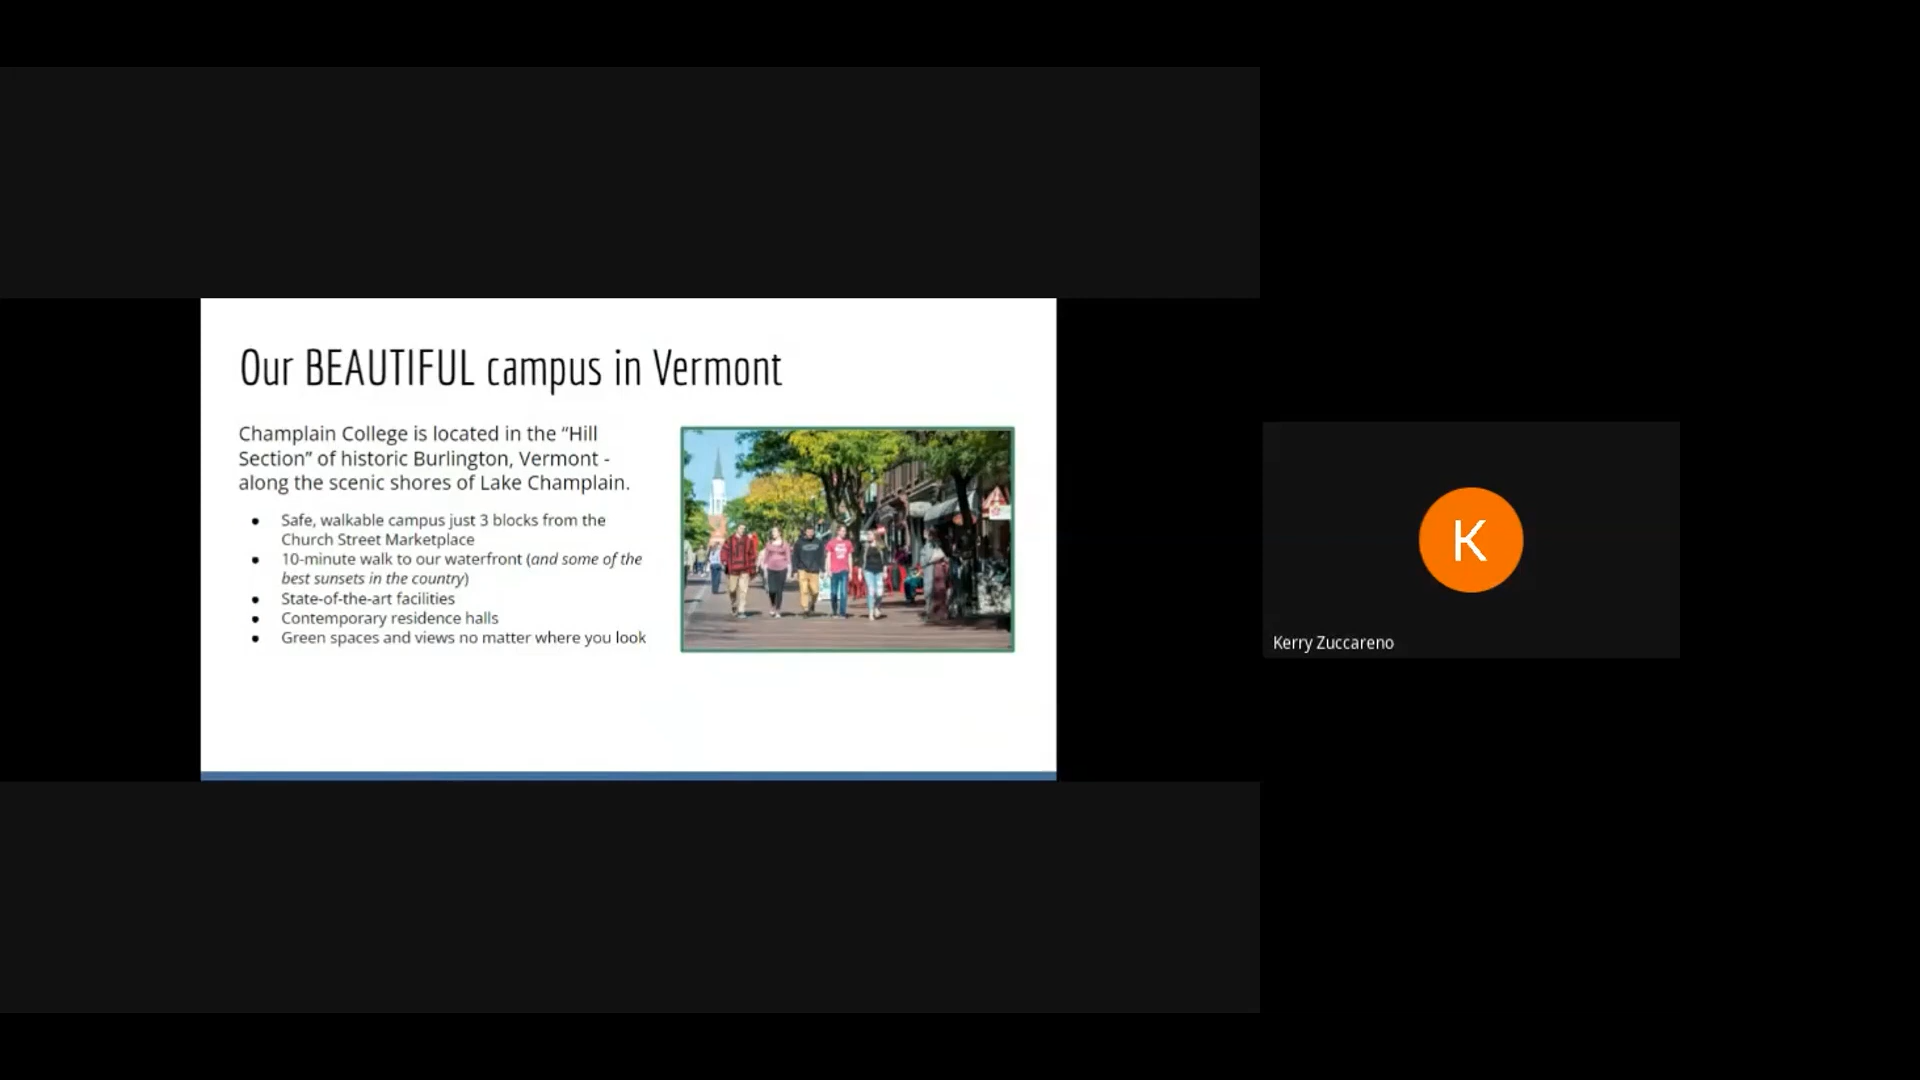 Our BEAUTIFUL campus in Vermont
Champlain College is located in the “Hill
Section” of historic Burlington, Vermont -
along the scenic shores of Lake Champlain.
● Safe, walkable campus just 3 blocks from the
Church Street Marketplace
● 10-minute walk to our waterfront (and some of the
best sunsets in the country)
● State-of-the-art facilities
● Contemporary residence halls
● Green spaces and views no matter where you look
K
Kerry Zuccareno